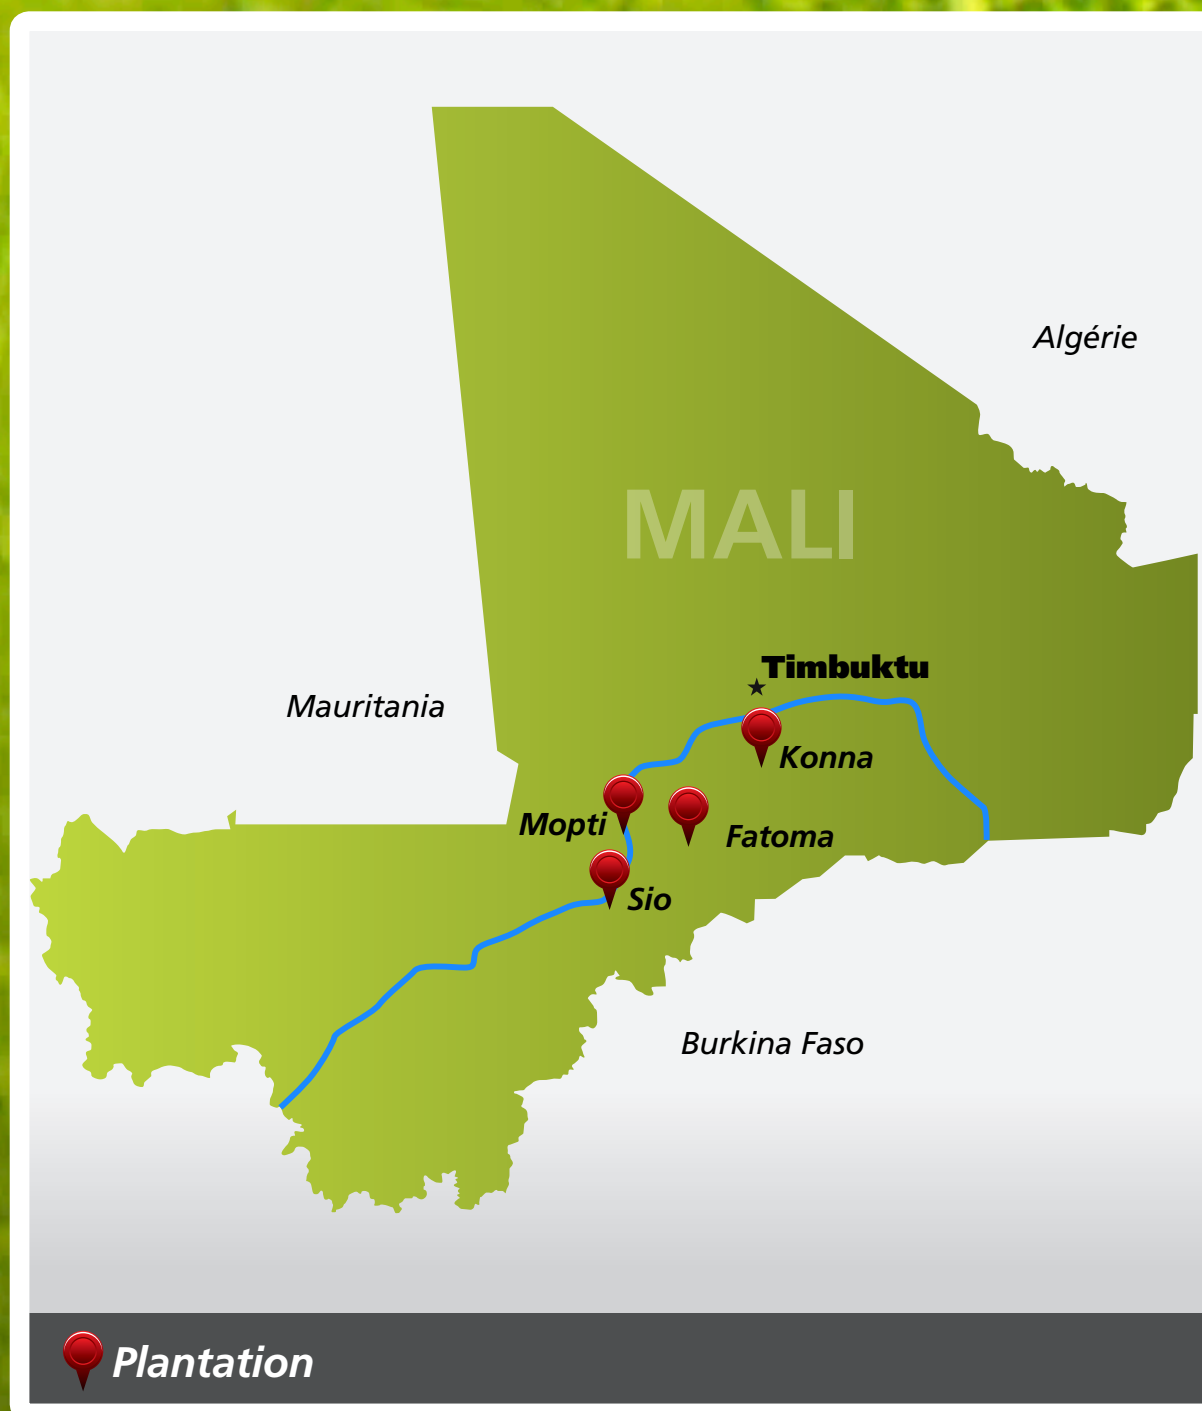 Algérie
MALI
Timbuktu
Mauritania
Konna
Mopti
Fatoma
Sio
Burkina Faso
Plantation